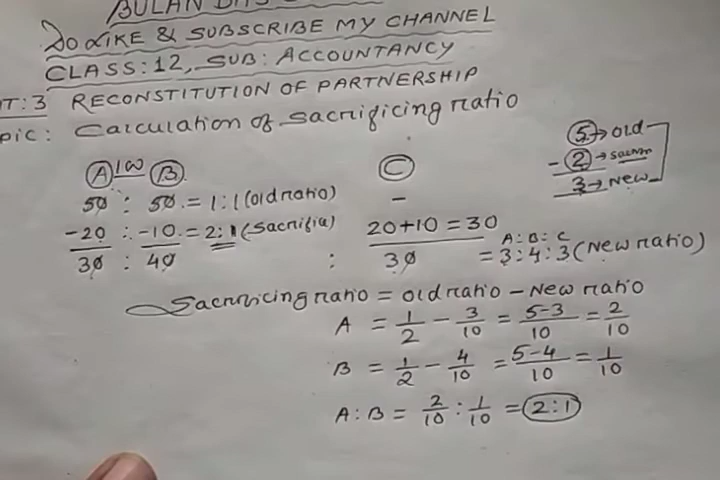 DO LIKE & SUBSCRIBE MY CHANNEL
CLASS: 12, SUB: ACCOUNTANCY
T: 3 RECONSTITUTION OF PARTNERSHIP
PIC: Calculation of Sacrificing ratio
5 → old
- 2 →
3 → New
A B C
50 : 50 = 1:1 (old ratio) -
-20 : -10 = 2:1 (Sacrifice) 20+10 = 30
30 : 40 : 30 = 3:4:3 (New ratio)
A: B: C
Sacrificing ratio = old ratio - New ratio
A = 1/2 - 3/10 = 5-3/10 = 2/10
B = 1/2 - 4/10 = 5-4/10 = 1/10
A:B = 2/10 : 1/10 = 2:1